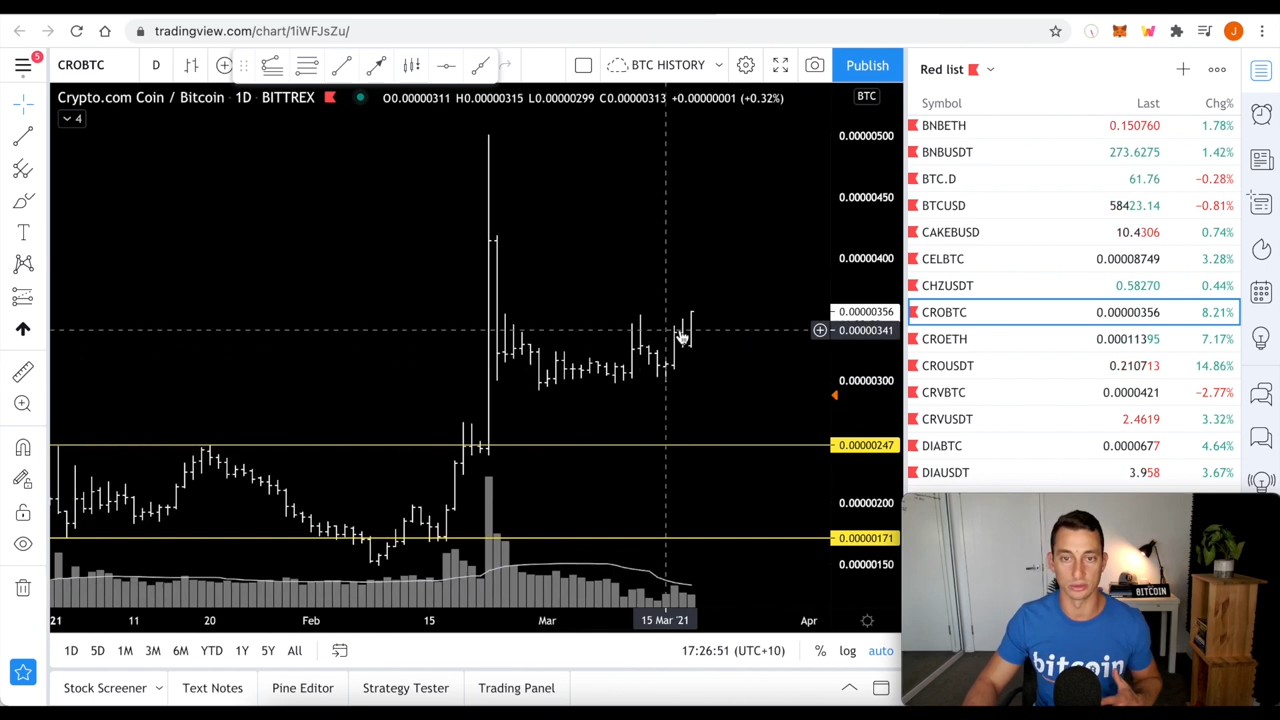 tradingview.com/chart/1iWFJsZu/
J
5
CROBTC
D
BTC HISTORY
Publish
Crypto.com Coin / Bitcoin · 1D · BITTREX
O0.00000311 H0.00000315 L0.00000299 C0.00000313 +0.00000001 (+0.32%)
4
BTC
0.00000500
0.00000450
0.00000400
0.00000356
0.00000341
0.00000300
0.00000247
0.00000200
0.00000171
0.00000150
21
11
20
Feb
15
Mar
15 Mar '21
Apr
1D
5D
1M
3M
6M
YTD
1Y
5Y
All
17:26:51 (UTC+10)
%
log
auto
Stock Screener
Text Notes
Pine Editor
Strategy Tester
Trading Panel
Red list
Symbol Last Chg%
BNBETH 0.150760 1.78%
BNBUSDT 273.6275 1.42%
BTC.D 61.76 −0.28%
BTCUSD 58423.14 −0.81%
CAKEBUSD 10.4306 0.74%
CELBTC 0.00008749 3.28%
CHZUSDT 0.58270 0.44%
CROBTC 0.00000356 8.21%
CROETH 0.00011395 7.17%
CROUSDT 0.210713 14.86%
CRVBTC 0.0000421 −2.77%
CRVUSDT 2.4619 3.32%
DIABTC 0.0000677 4.64%
DIAUSDT 3.958 3.67%
BITCOIN
bitcoin